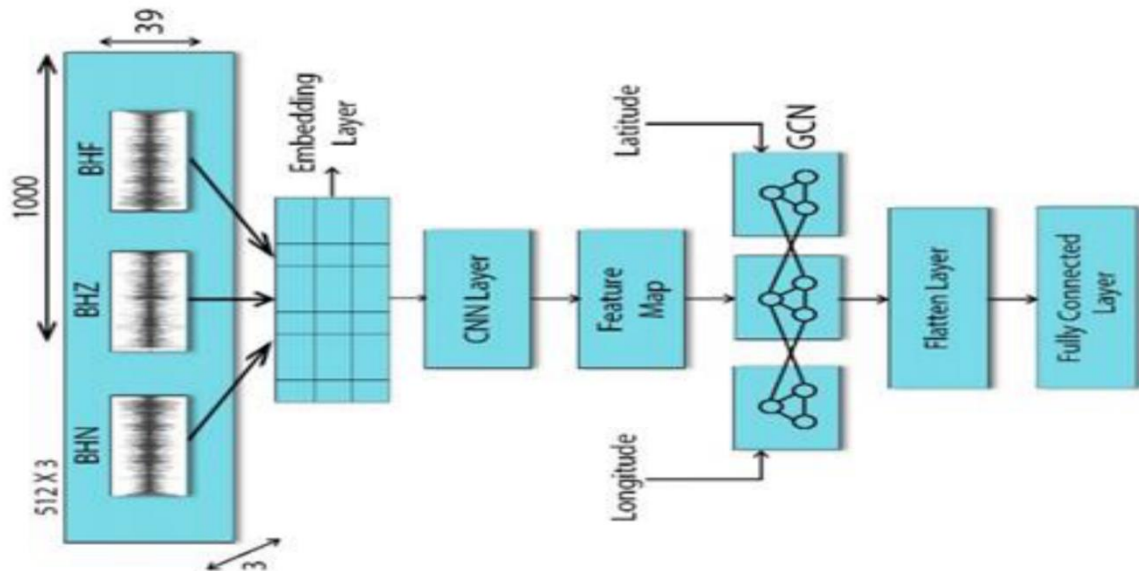 1000
39
512 X 3
BHN
BHZ
BHF
3
Embedding
Layer
CNN Layer
Feature
Map
Longitude
Latitude
GCN
Flatten Layer
Fully Connected
Layer